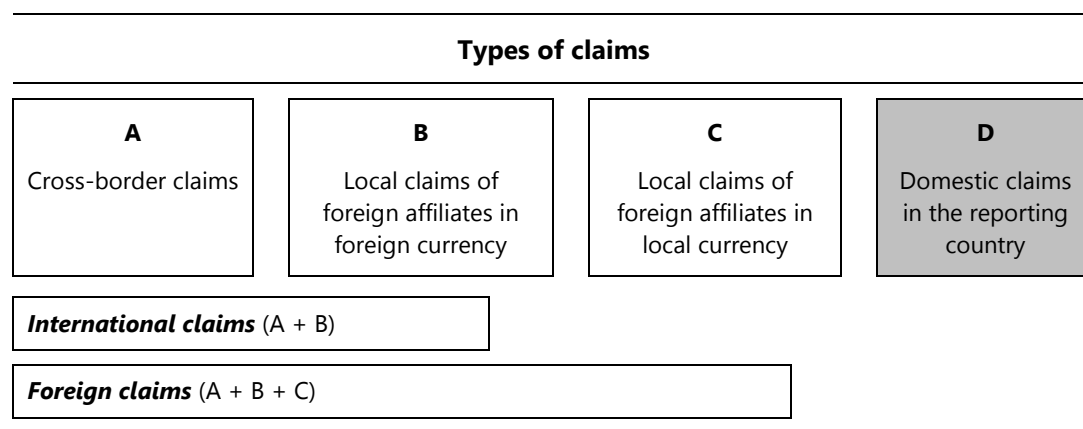 Types of claims
A
Cross-border claims
B
Local claims of
foreign affiliates in
foreign currency
C
Local claims of
foreign affiliates in
local currency
D
Domestic claims
in the reporting
country
International claims (A + B)
Foreign claims (A + B + C)